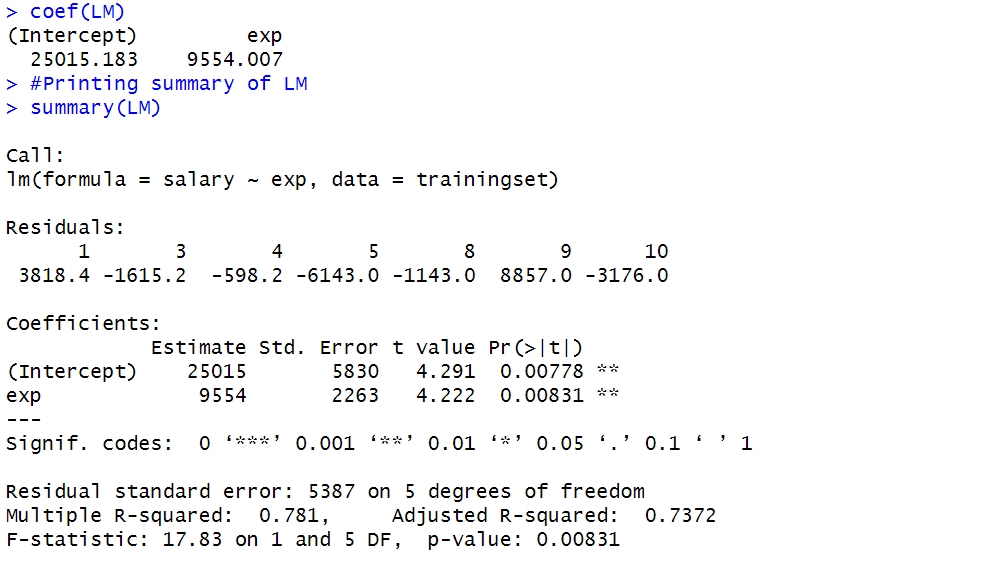 > coef(LM)
(Intercept)         exp
  25015.183    9554.007
> #Printing summary of LM
> summary(LM)

Call:
lm(formula = salary ~ exp, data = trainingset)

Residuals:
      1       3       4       5       8       9      10
 3818.4 -1615.2  -598.2 -6143.0 -1143.0  8857.0 -3176.0

Coefficients:
            Estimate Std. Error t value Pr(>|t|)
(Intercept)    25015       5830   4.291  0.00778 **
exp             9554       2263   4.222  0.00831 **
---
Signif. codes:  0 ‘***’ 0.001 ‘**’ 0.01 ‘*’ 0.05 ‘.’ 0.1 ‘ ’ 1

Residual standard error: 5387 on 5 degrees of freedom
Multiple R-squared:  0.781,     Adjusted R-squared:  0.7372
F-statistic: 17.83 on 1 and 5 DF,  p-value: 0.00831